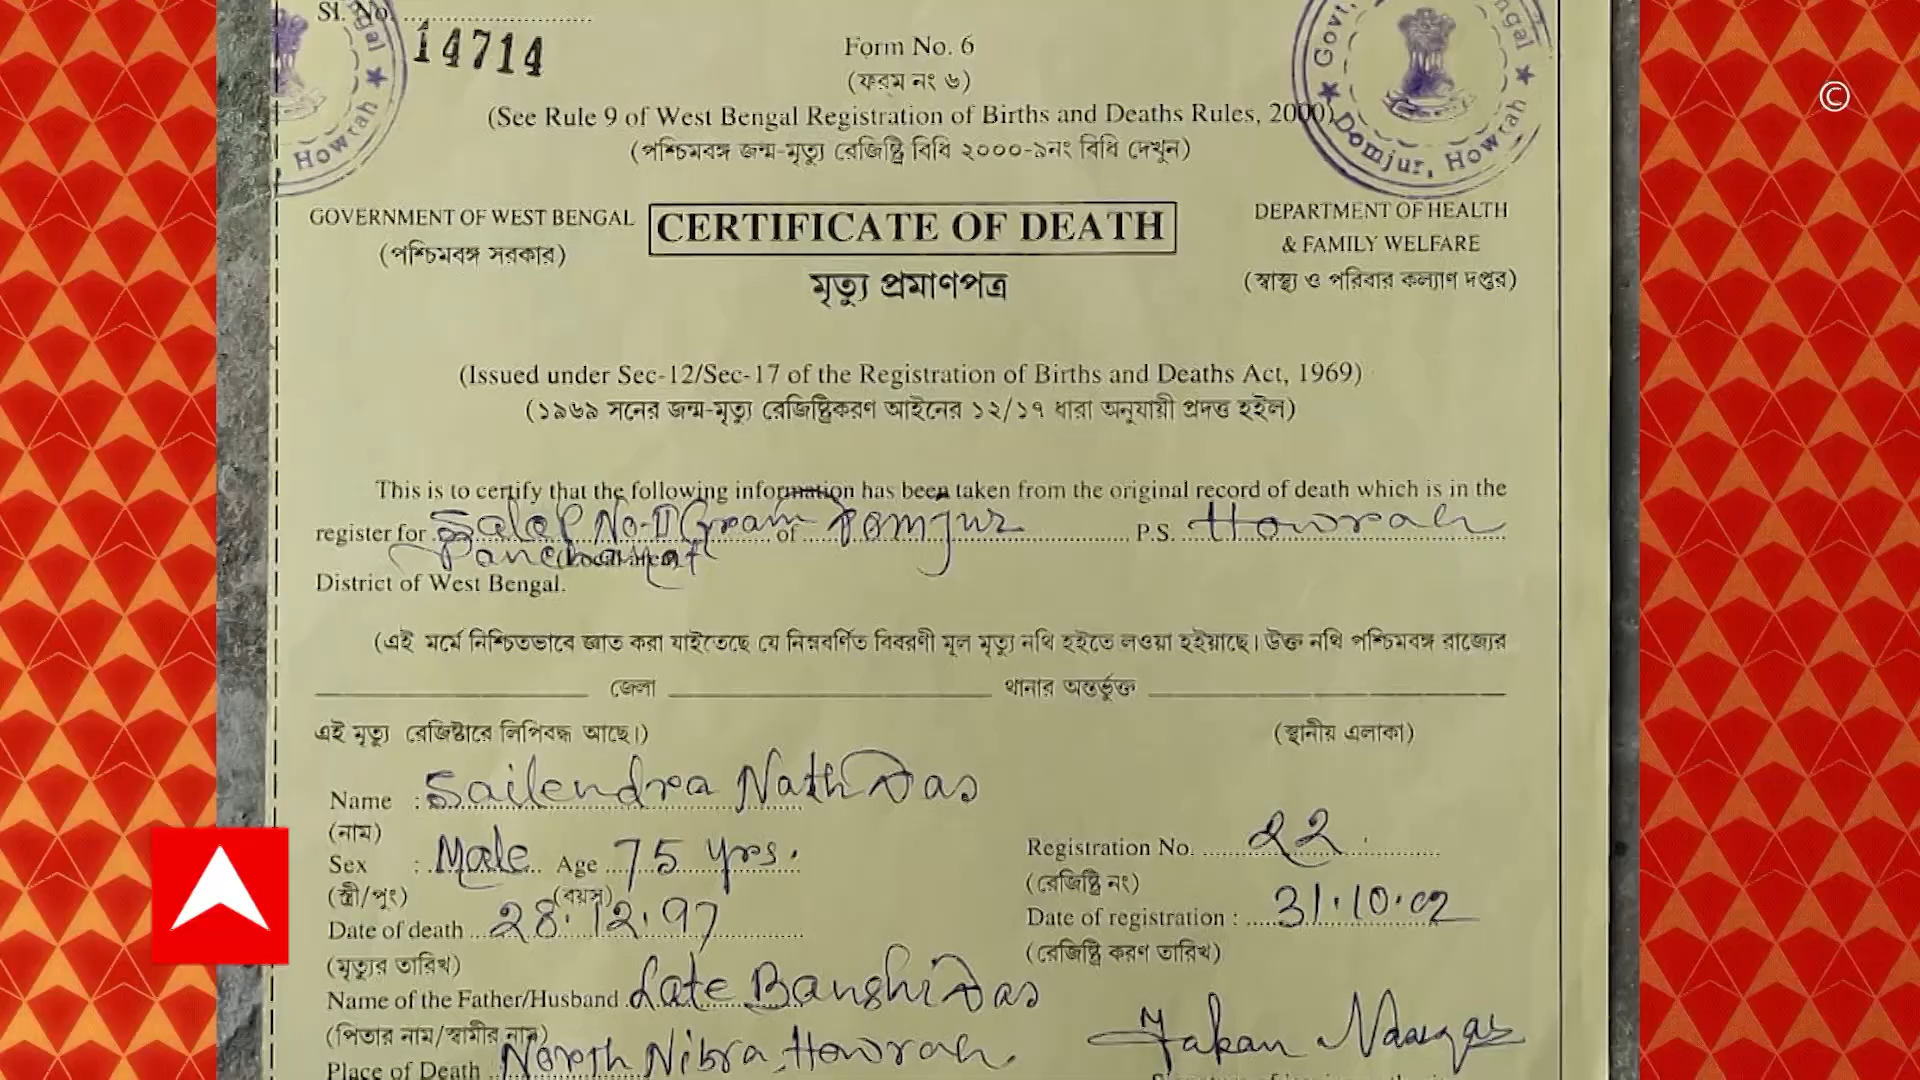 Sl. No.
14714
Form No. 6
(ফরম নং ৬)
(See Rule 9 of West Bengal Registration of Births and Deaths Rules, 2000)
(পশ্চিমবঙ্গ জন্ম-মৃত্যু রেজিষ্ট্রি বিধি ২০০০-৯নং বিধি দেখুন)
Howrah
Domjur, Howrah
©
GOVERNMENT OF WEST BENGAL
(পশ্চিমবঙ্গ সরকার)
CERTIFICATE OF DEATH
মৃত্যু প্রমাণপত্র
DEPARTMENT OF HEALTH
& FAMILY WELFARE
(স্বাস্থ্য ও পরিবার কল্যাণ দপ্তর)
(Issued under Sec-12/Sec-17 of the Registration of Births and Deaths Act, 1969)
(১৯৬৯ সনের জন্ম-মৃত্যু রেজিষ্ট্রিকরণ আইনের ১২/১৭ ধারা অনুযায়ী প্রদত্ত হইল)
This is to certify that the following information has been taken from the original record of death which is in the
register for Salap No-II Gram of Domjur P.S. Howrah
Panchayat
District of West Bengal.
(এই মর্মে নিশ্চিতভাবে জ্ঞাত করা যাইতেছে যে নিম্নবর্ণিত বিবরণী মূল মৃত্যু নথি হইতে লওয়া হইয়াছে। উক্ত নথি পশ্চিমবঙ্গ রাজ্যের
জেলা থানার অন্তর্ভুক্ত
এই মৃত্যু রেজিষ্টারে লিপিবদ্ধ আছে।) (স্থানীয় এলাকা)
Name : Sailendra Nath Das
(নাম)
Sex : Male Age 75 yrs.
(স্ত্রী/পুং) (বয়স)
Date of death 28.12.97
(মৃত্যুর তারিখ)
Name of the Father/Husband Late Banshi Das
(পিতার নাম/স্বামীর নাম)
Place of Death North Nibra, Howrah.
Registration No. 22
(রেজিষ্ট্রি নং)
Date of registration : 31.10.02
(রেজিষ্ট্রি করণ তারিখ)